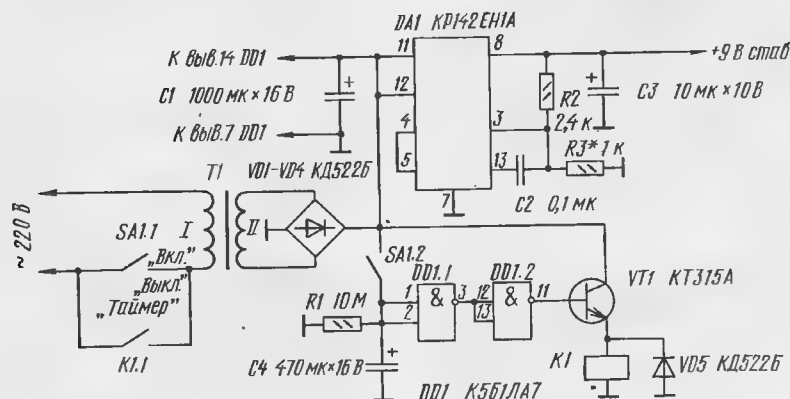 DA1 КР142ЕН1А
К выв.14 DD1
11
8
+9 В стаб
C1 1000 мк×16 В
+
12
R2
2,4 к
+
C3 10 мк×10В
К выв.7 DD1
4
3
5
13
R3* 1 к
T1
VD1-VD4 КД522Б
7
C2 0,1 мк
~ 220 В
SA1.1
I
II
„Вкл."
„Выкл."
„Таймер"
K1.1
SA1.2
DD1.1
DD1.2
VT1 КТ315А
R1 10 М
1
2
&
3
12
13
&
11
C4 470 мк×16 В
+
K1
VD5 КД522Б
DD1 К561ЛА7